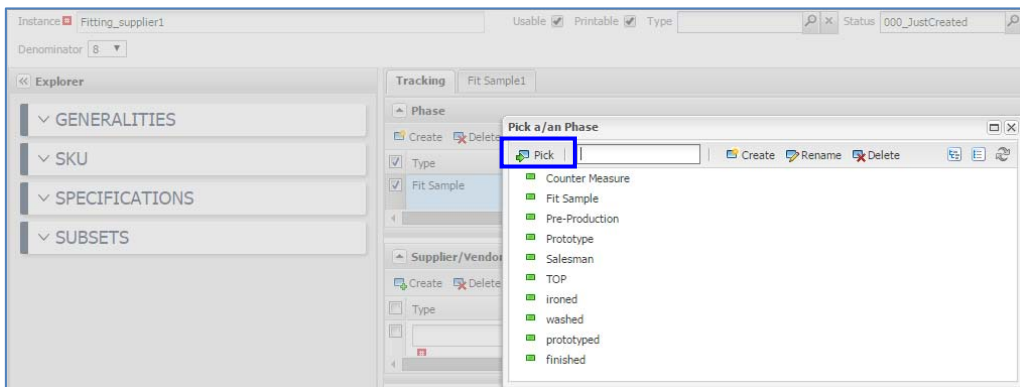 Instance Fitting_supplier1 Usable Printable Type Status 000_JustCreated
Denominator 8
Explorer
GENERALITIES
SKU
SPECIFICATIONS
SUBSETS
Tracking Fit Sample1
Phase
Create Delete
Type
Fit Sample
Supplier/Vendor
Create Delete
Type
Pick a/an Phase
Pick Create Rename Delete
Counter Measure
Fit Sample
Pre-Production
Prototype
Salesman
TOP
ironed
washed
prototyped
finished